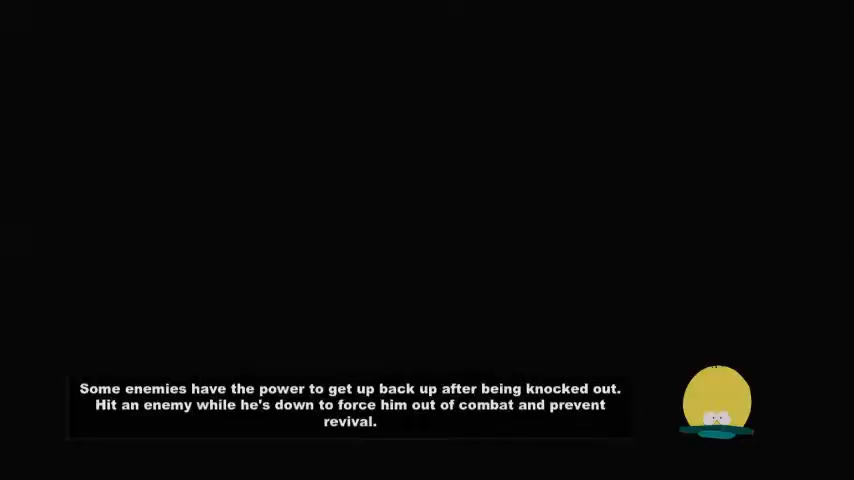 Some enemies have the power to get up back up after being knocked out.
Hit an enemy while he's down to force him out of combat and prevent
revival.